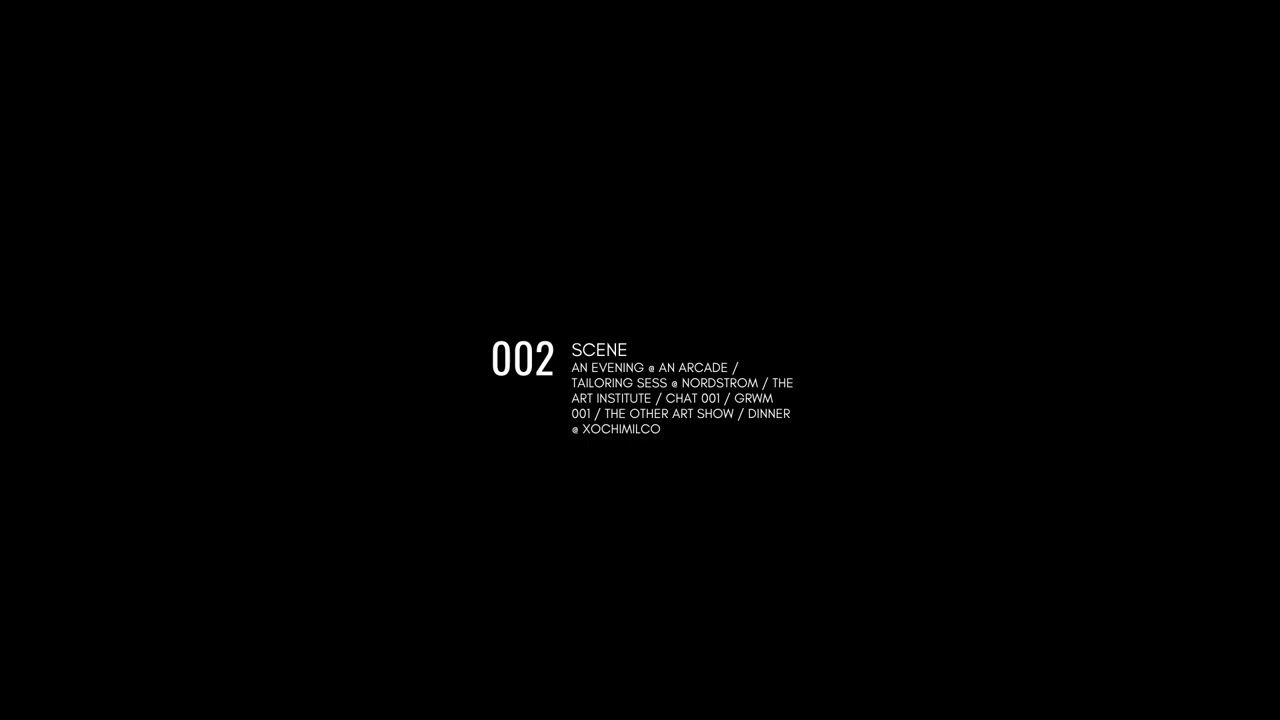 002
SCENE
AN EVENING @ AN ARCADE /
TAILORING SESS @ NORDSTROM / THE
ART INSTITUTE / CHAT 001 / GRWM
001 / THE OTHER ART SHOW / DINNER
@ XOCHIMILCO